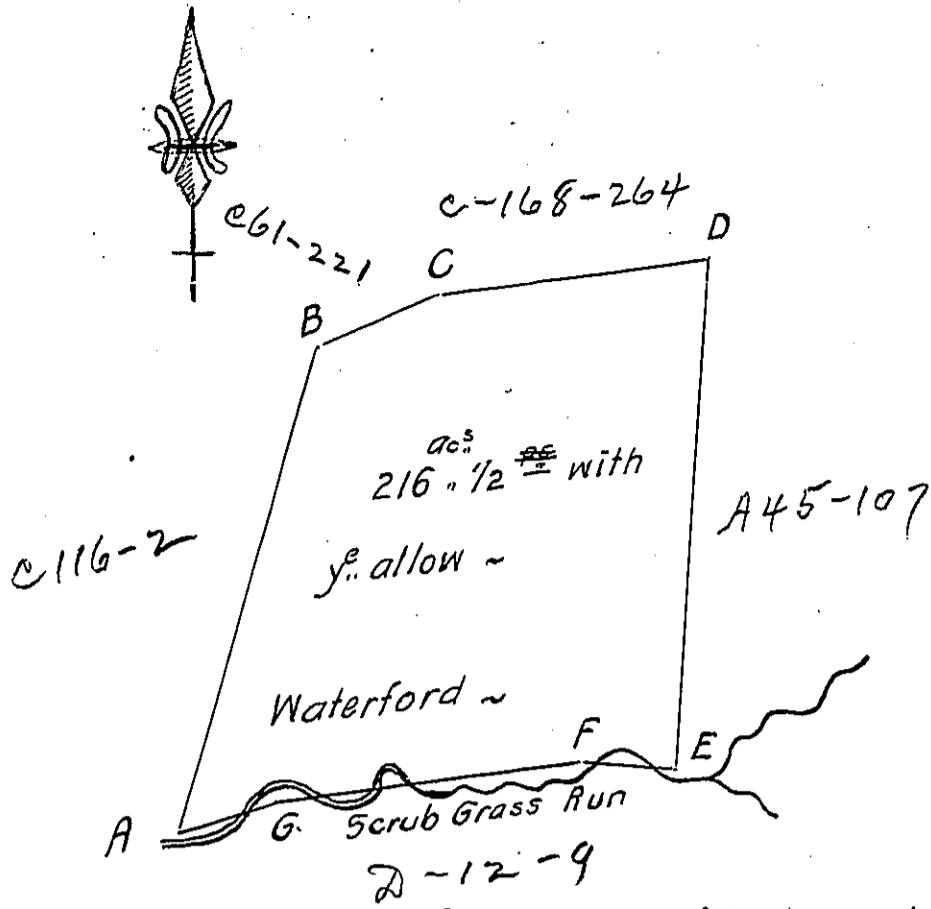 C-168-264
C61-221
D
C
B
acs
216 " 1/2 with
ye allow ~
A45-107
C116-2
Waterford ~
F
E
A
G. Scrub Grass Run
D-12-9